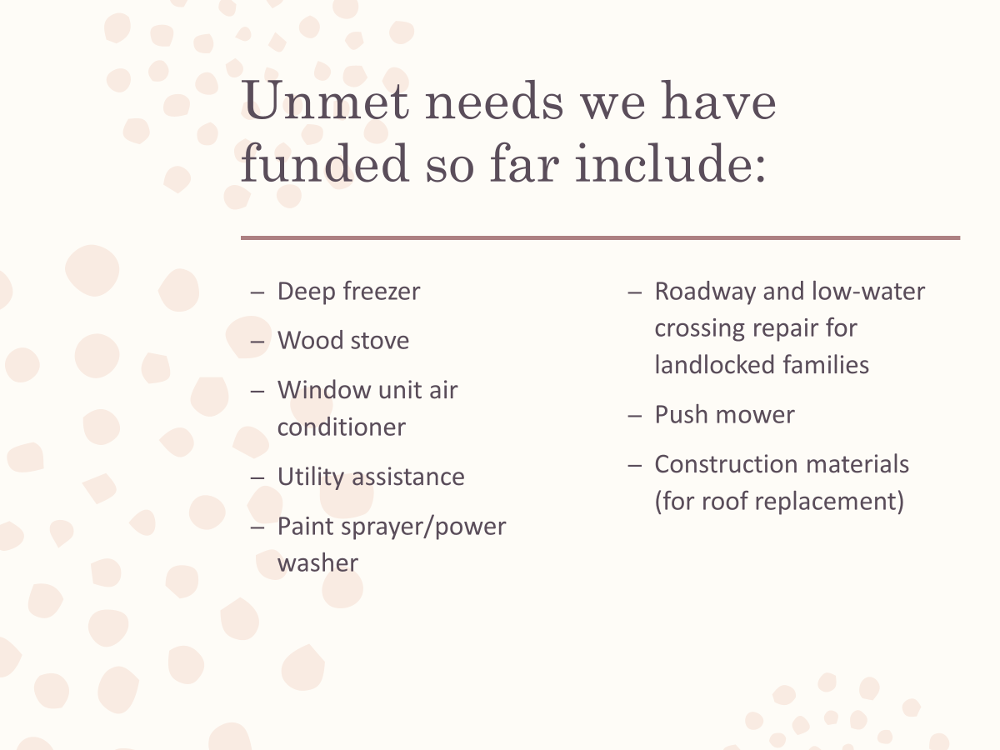 Unmet needs we have
funded so far include:
– Deep freezer
– Wood stove
– Window unit air
conditioner
– Utility assistance
– Paint sprayer/power
washer
– Roadway and low-water
crossing repair for
landlocked families
– Push mower
– Construction materials
(for roof replacement)